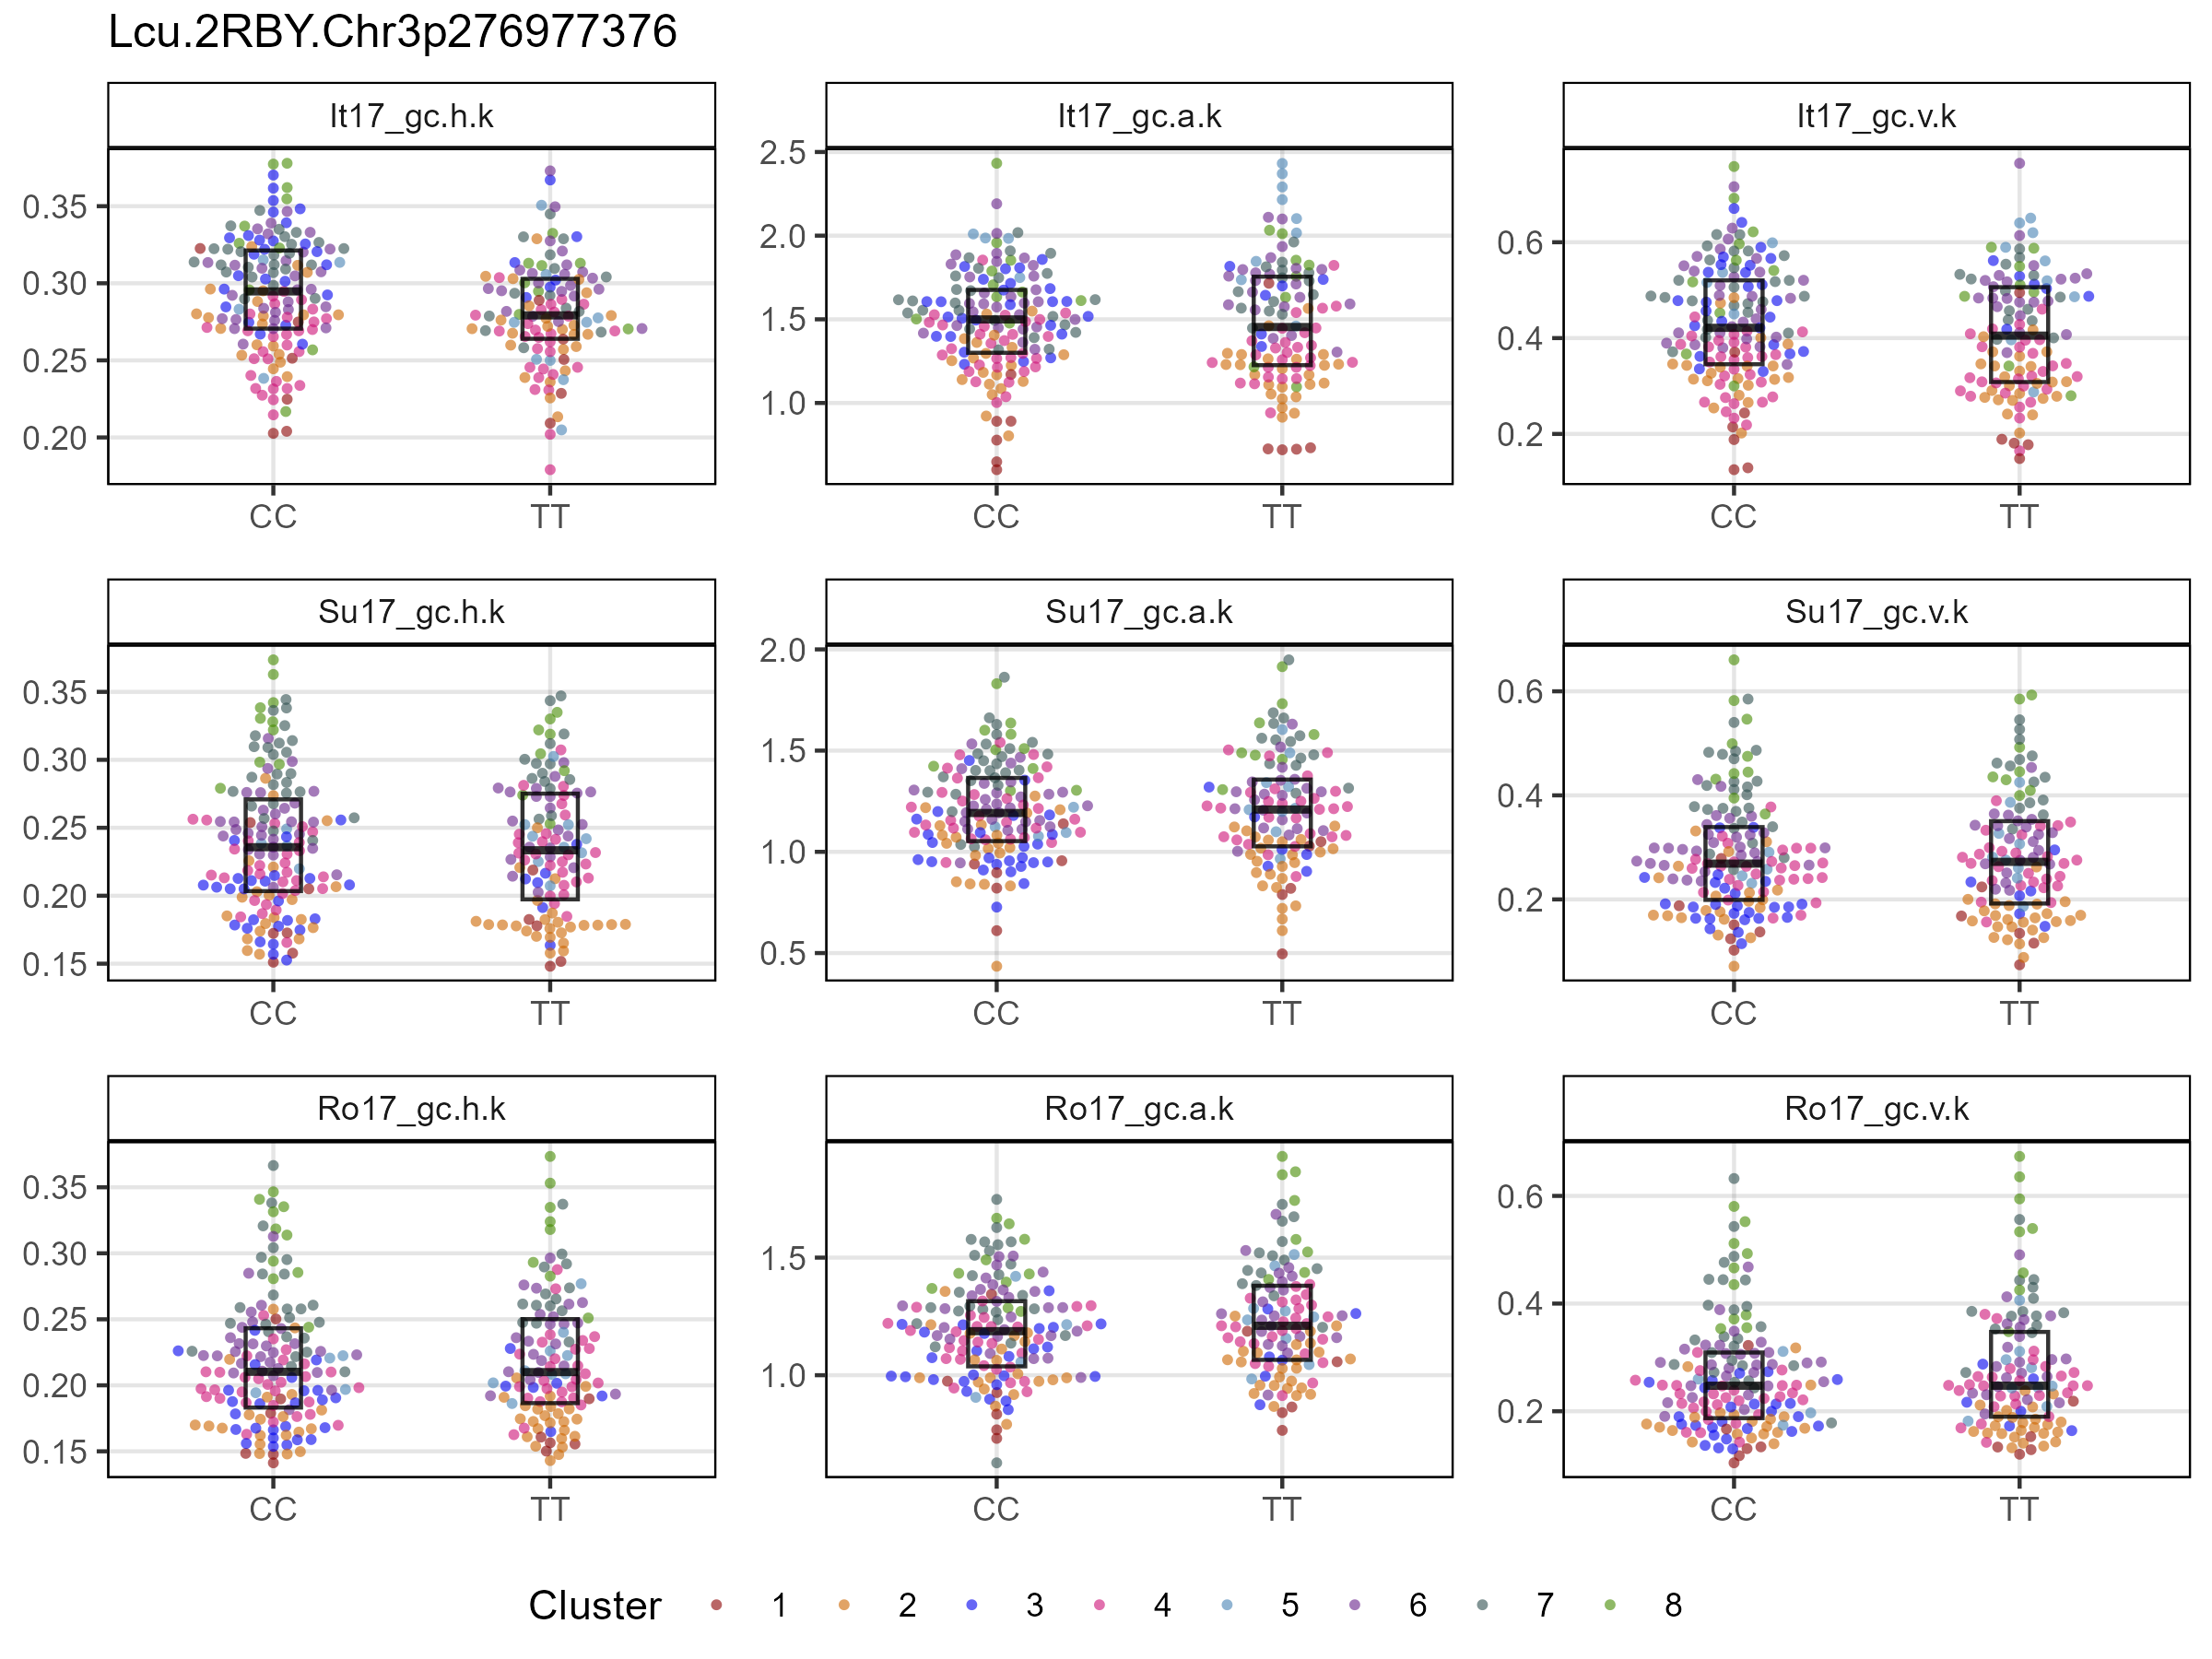 Lcu.2RBY.Chr3p276977376
It17_gc.h.k
It17_gc.a.k
It17_gc.v.k
0.35
0.30
0.25
0.20
2.5
2.0
1.5
1.0
0.6
0.4
0.2
CC
TT
CC
TT
CC
TT
Su17_gc.h.k
Su17_gc.a.k
Su17_gc.v.k
0.35
0.30
0.25
0.20
0.15
2.0
1.5
1.0
0.5
0.6
0.4
0.2
CC
TT
CC
TT
CC
TT
Ro17_gc.h.k
Ro17_gc.a.k
Ro17_gc.v.k
0.35
0.30
0.25
0.20
0.15
1.5
1.0
0.6
0.4
0.2
CC
TT
CC
TT
CC
TT
Cluster 1 2 3 4 5 6 7 8